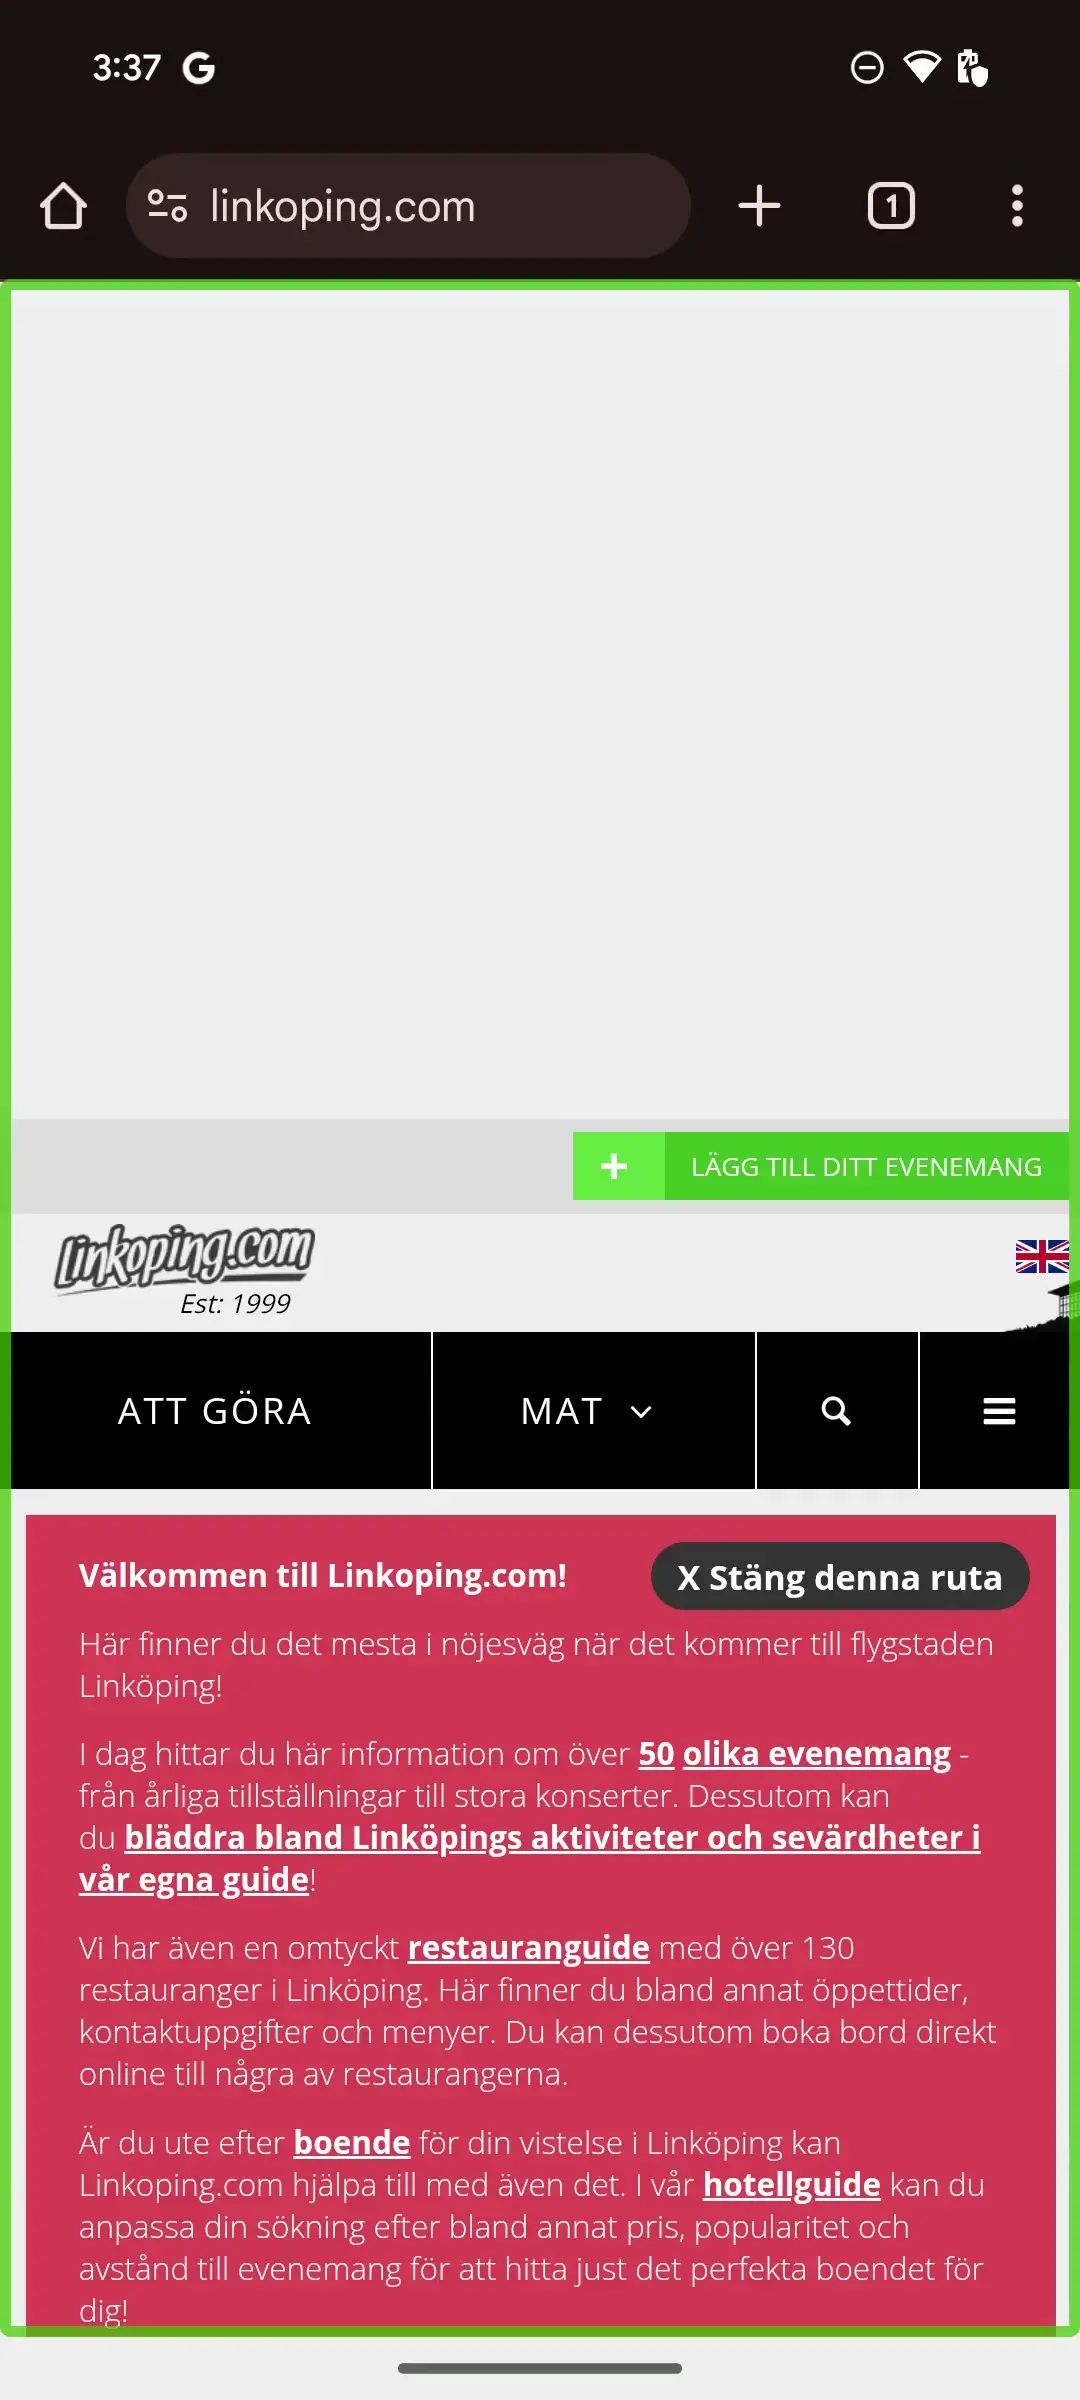 3:37
linkoping.com
1
LÄGG TILL DITT EVENEMANG
linkoping.com
Est: 1999
ATT GÖRA
MAT
Välkommen till Linkoping.com!
X Stäng denna ruta
Här finner du det mesta i nöjesväg när det kommer till flygstaden
Linköping!
I dag hittar du här information om över 50 olika evenemang -
från årliga tillställningar till stora konserter. Dessutom kan
du bläddra bland Linköpings aktiviteter och sevärdheter i
vår egna guide!
Vi har även en omtyckt restauranguide med över 130
restauranger i Linköping. Här finner du bland annat öppettider,
kontaktuppgifter och menyer. Du kan dessutom boka bord direkt
online till några av restaurangerna.
Är du ute efter boende för din vistelse i Linköping kan
Linkoping.com hjälpa till med även det. I vår hotellguide kan du
anpassa din sökning efter bland annat pris, popularitet och
avstånd till evenemang för att hitta just det perfekta boendet för
dig!